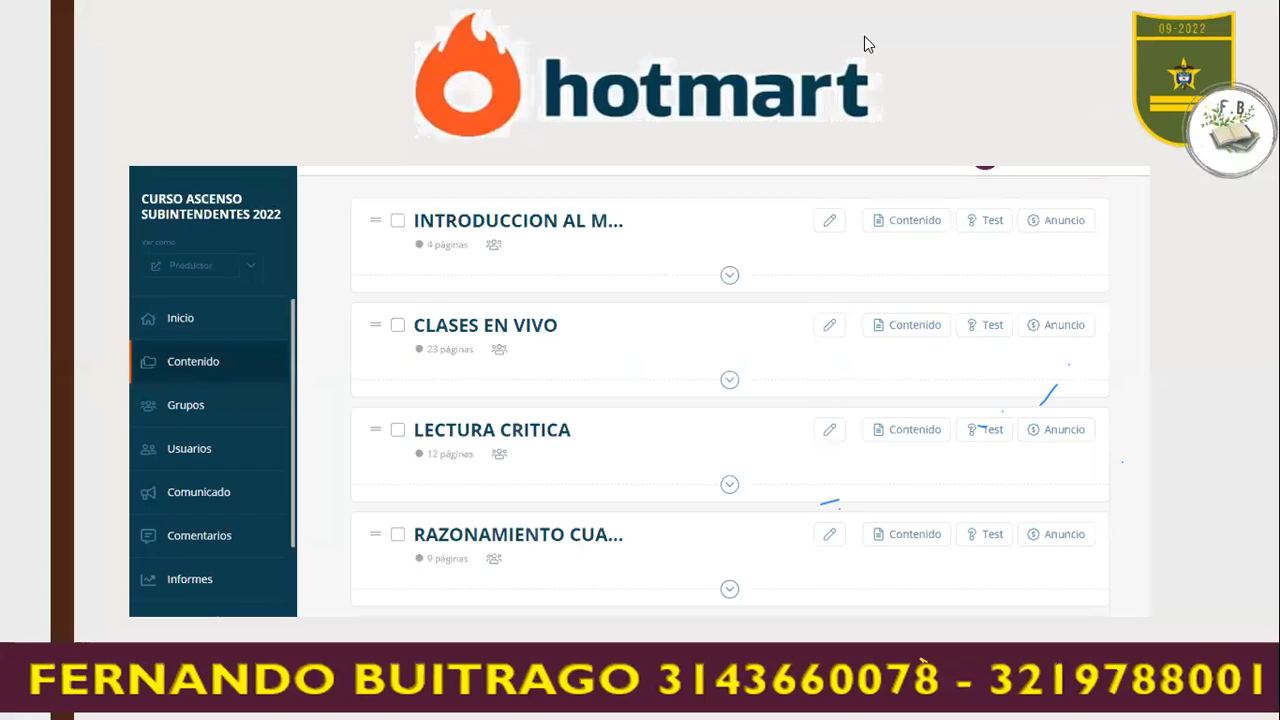 hotmart
09-2022
F.B.
CURSO ASCENSO
SUBINTENDENTES 2022
Ver como
Productor
Inicio
Contenido
Grupos
Usuarios
Comunicado
Comentarios
Informes
INTRODUCCION AL M... Contenido Test Anuncio
4 páginas
CLASES EN VIVO Contenido Test Anuncio
23 páginas
LECTURA CRITICA Contenido Test Anuncio
12 páginas
RAZONAMIENTO CUA... Contenido Test Anuncio
9 páginas
FERNANDO BUITRAGO 3143660078 - 3219788001